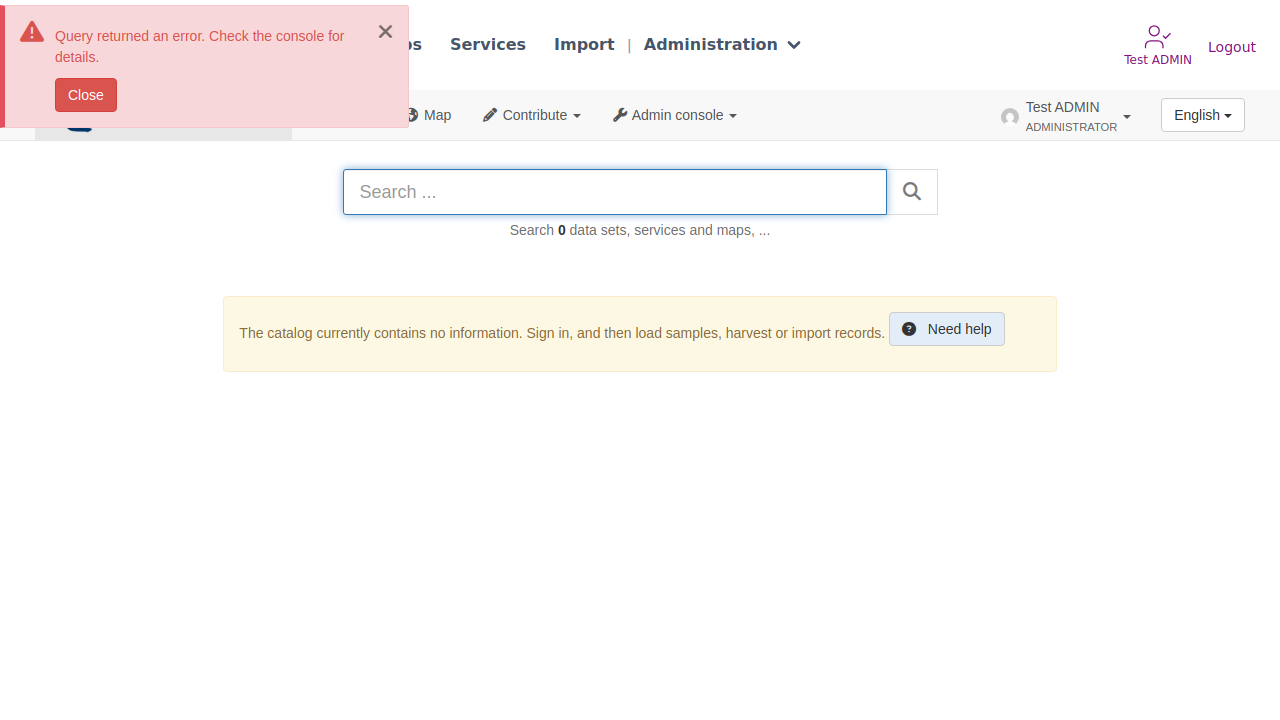 Query returned an error. Check the console for
details.
Close
Services
Import
|
Administration
Test ADMIN
Logout
Map
Contribute
Admin console
Test ADMIN
ADMINISTRATOR
English
Search ...
Search 0 data sets, services and maps, ...
The catalog currently contains no information. Sign in, and then load samples, harvest or import records.
Need help